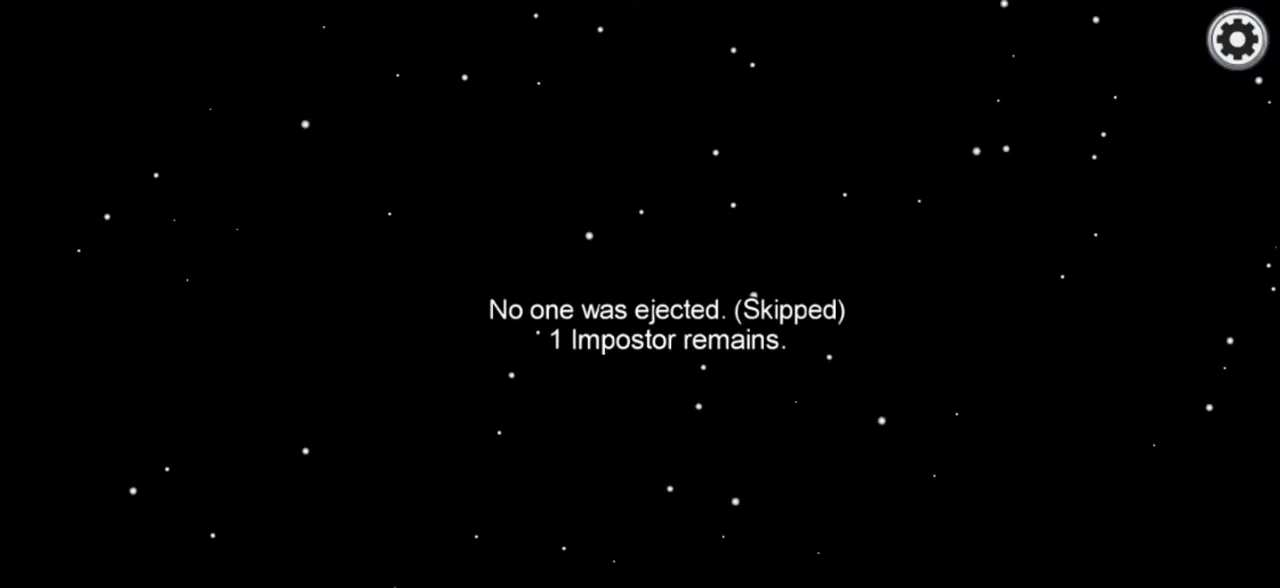 No one was ejected. (Skipped)
1 Impostor remains.